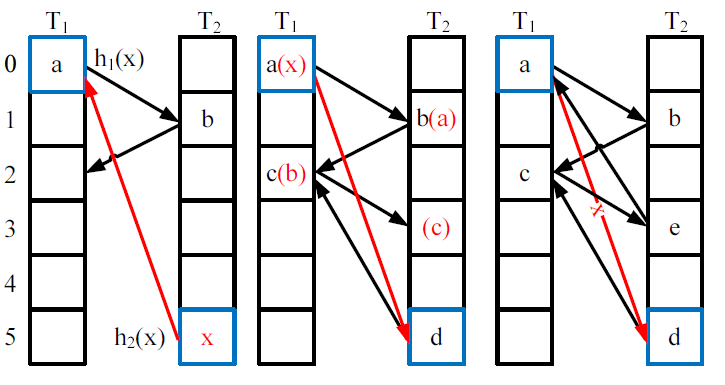 T1 T2 T1 T2 T1 T2
0 a h1(x) a(x) a
1 b b(a) b
2 c(b) c
3 (c) x e
4
5 h2(x) x d d